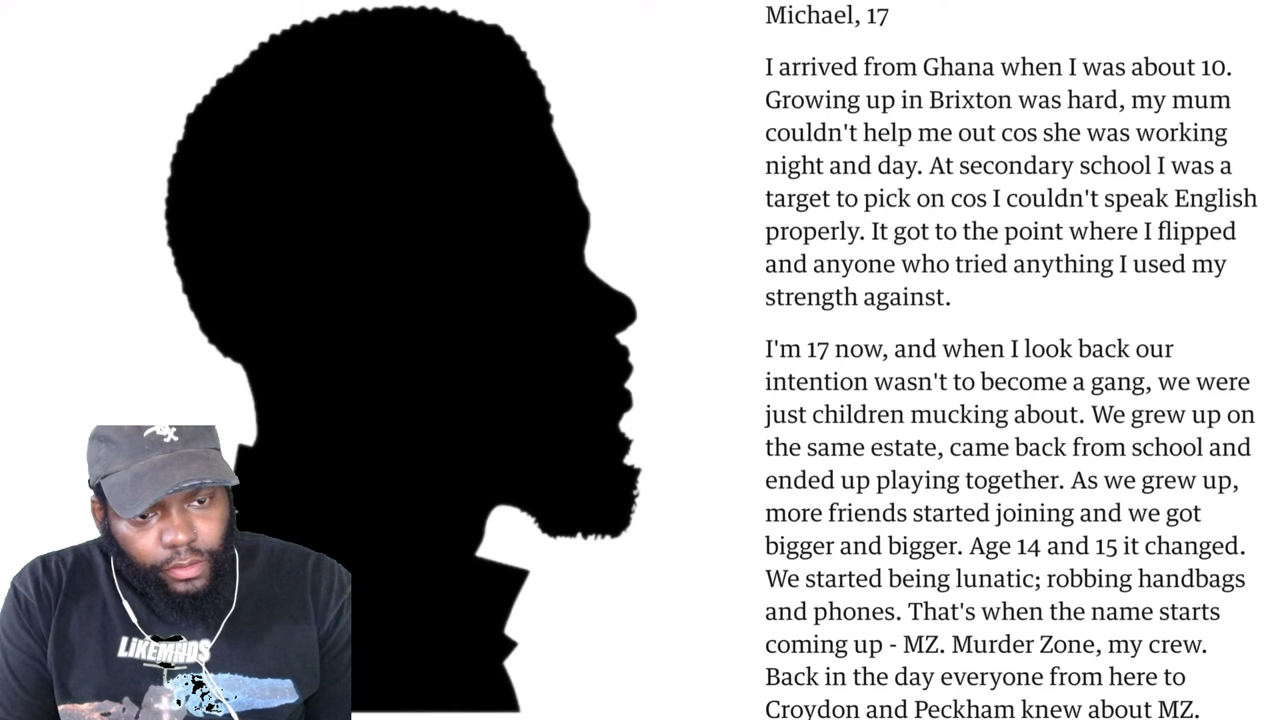 Michael, 17
I arrived from Ghana when I was about 10.
Growing up in Brixton was hard, my mum
couldn't help me out cos she was working
night and day. At secondary school I was a
target to pick on cos I couldn't speak English
properly. It got to the point where I flipped
and anyone who tried anything I used my
strength against.
I'm 17 now, and when I look back our
intention wasn't to become a gang, we were
just children mucking about. We grew up on
the same estate, came back from school and
ended up playing together. As we grew up,
more friends started joining and we got
bigger and bigger. Age 14 and 15 it changed.
We started being lunatic; robbing handbags
and phones. That's when the name starts
coming up - MZ. Murder Zone, my crew.
Back in the day everyone from here to
Croydon and Peckham knew about MZ.
LiKEMiNDS